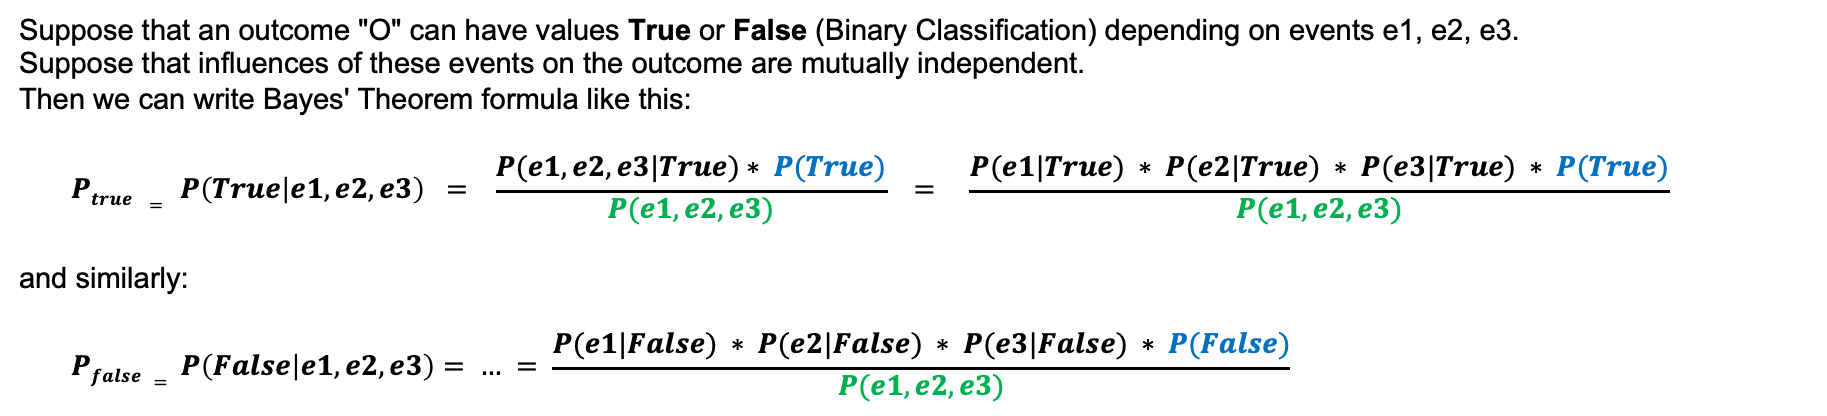 Suppose that an outcome "O" can have values True or False (Binary Classification) depending on events e1, e2, e3.
Suppose that influences of these events on the outcome are mutually independent.
Then we can write Bayes' Theorem formula like this:
P_true = P(True|e1, e2, e3) = P(e1, e2, e3|True) * P(True) / P(e1, e2, e3) = P(e1|True) * P(e2|True) * P(e3|True) * P(True) / P(e1, e2, e3)
and similarly:
P_false = P(False|e1, e2, e3) = ... = P(e1|False) * P(e2|False) * P(e3|False) * P(False) / P(e1, e2, e3)